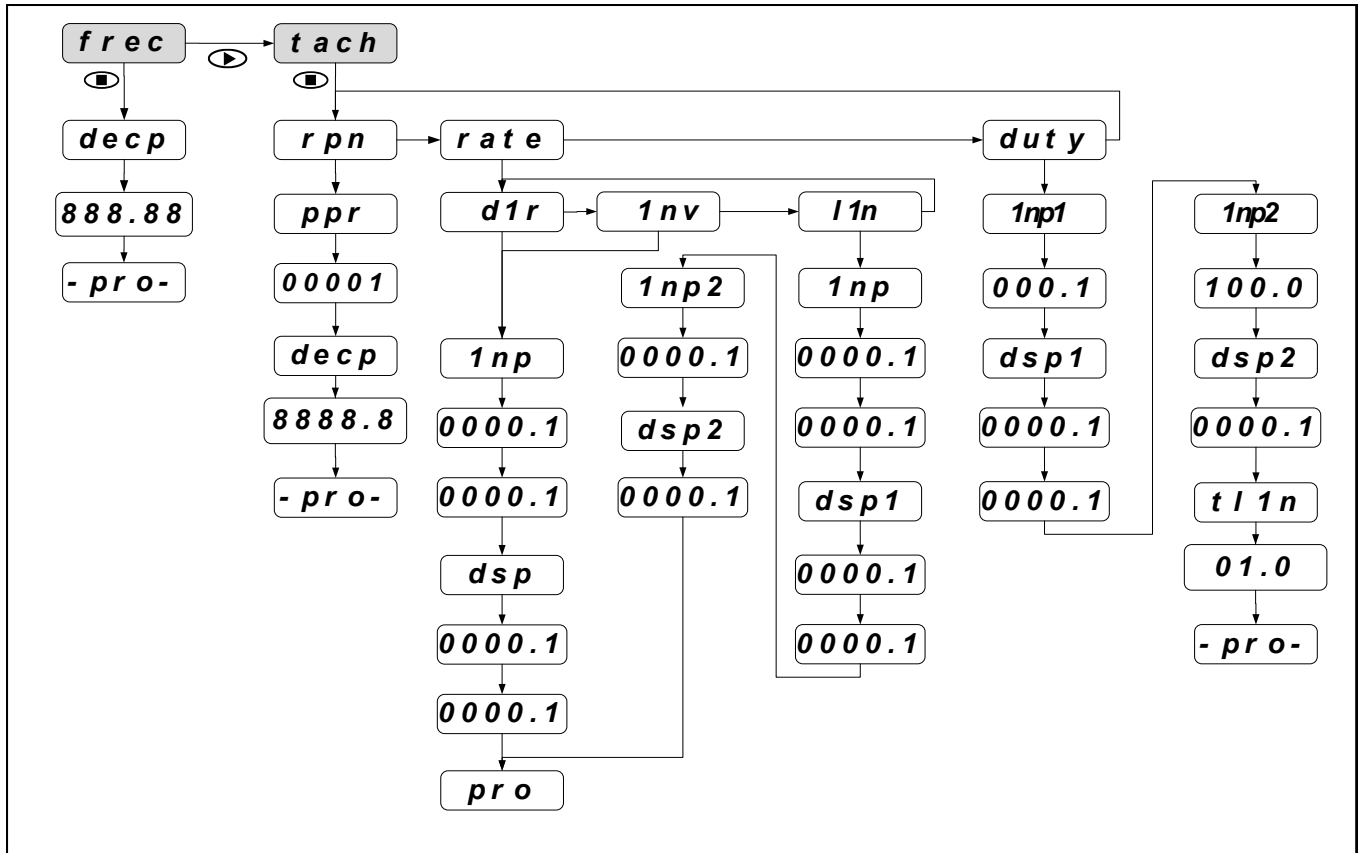 frec
tach
decp
888.88
-pro-
rpn
ppr
00001
decp
8888.8
-pro-
rate
d1r
1nv
l1n
1np
0000.1
0000.1
dsp
0000.1
0000.1
pro
1np2
0000.1
dsp2
0000.1
1np
0000.1
0000.1
dsp1
0000.1
0000.1
duty
1np1
000.1
dsp1
0000.1
0000.1
1np2
100.0
dsp2
0000.1
tl1n
01.0
-pro-